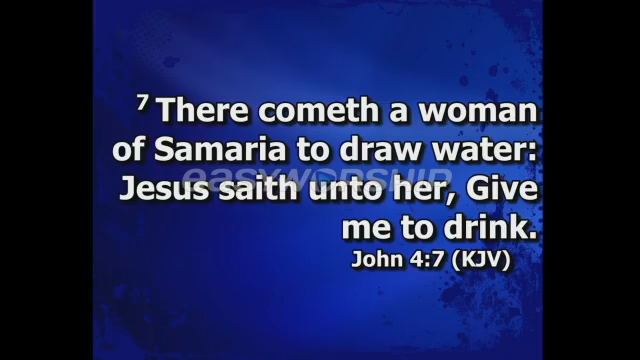 7 There cometh a woman
of Samaria to draw water:
easyworship
Jesus saith unto her, Give
me to drink.
John 4:7 (KJV)